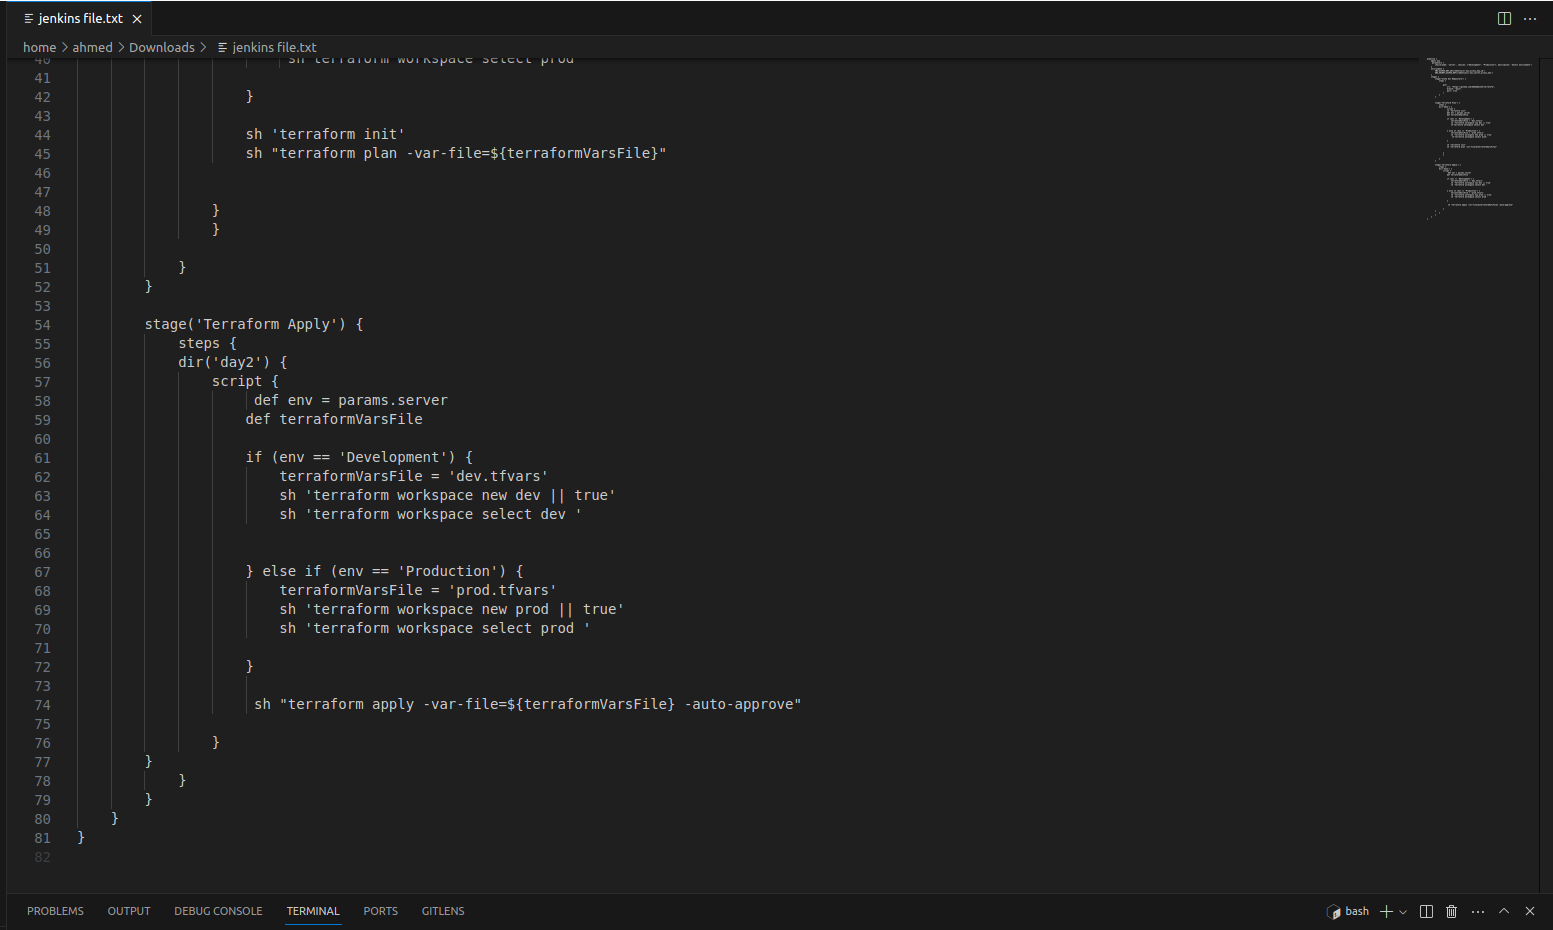 jenkins file.txt
home > ahmed > Downloads > jenkins file.txt
40 sh 'terraform workspace select prod '
41
42 }
43
44 sh 'terraform init'
45 sh "terraform plan -var-file=${terraformVarsFile}"
46
47
48 }
49 }
50
51 }
52 }
53
54 stage('Terraform Apply') {
55 steps {
56 dir('day2') {
57 script {
58 def env = params.server
59 def terraformVarsFile
60
61 if (env == 'Development') {
62 terraformVarsFile = 'dev.tfvars'
63 sh 'terraform workspace new dev || true'
64 sh 'terraform workspace select dev '
65
66
67 } else if (env == 'Production') {
68 terraformVarsFile = 'prod.tfvars'
69 sh 'terraform workspace new prod || true'
70 sh 'terraform workspace select prod '
71
72 }
73
74 sh "terraform apply -var-file=${terraformVarsFile} -auto-approve"
75
76 }
77 }
78 }
79 }
80 }
81 }
82
PROBLEMS OUTPUT DEBUG CONSOLE TERMINAL PORTS GITLENS bash